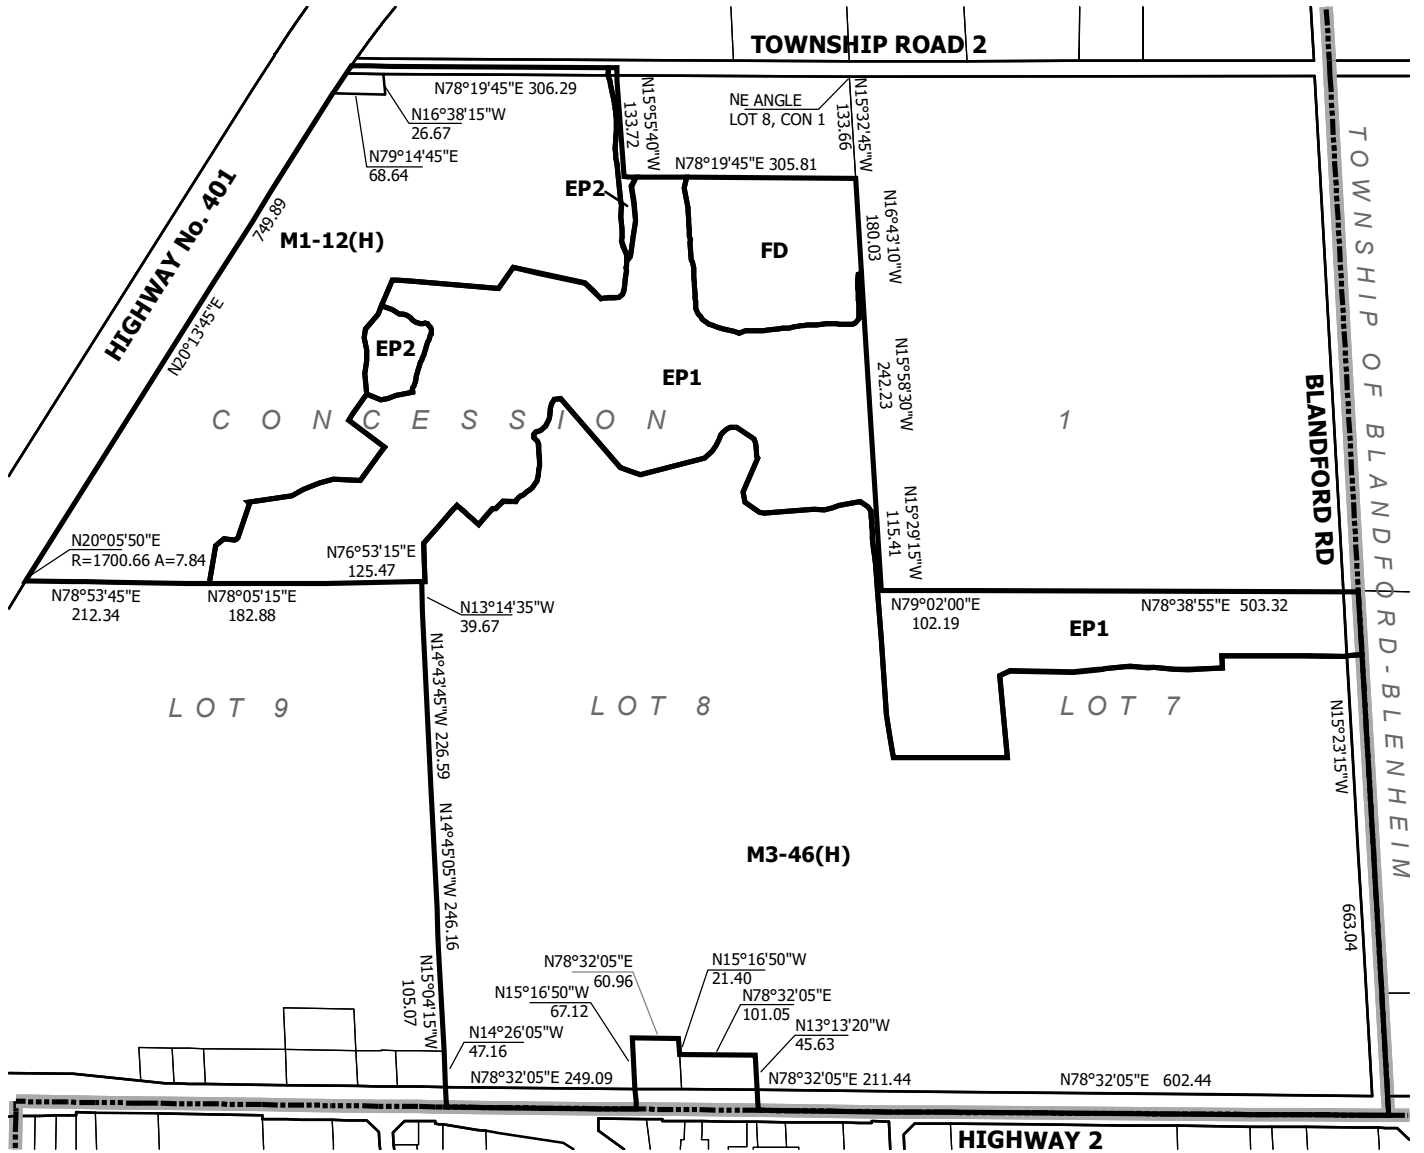 TOWNSHIP ROAD 2
N78°19'45"E 306.29
N16°38'15"W
26.67
N79°14'45"E
68.64
N15°55'40"W
133.72
NE ANGLE
LOT 8, CON 1
N15°32'45"W
133.66
N78°19'45"E 305.81
HIGHWAY No. 401
749.89
N20°13'45"E
M1-12(H)
EP2
FD
N16°43'10"W
180.03
EP2
EP1
N15°58'30"W
242.23
CONCESSION 1
BLANDFORD RD
TOWNSHIP OF BLANDFORD-BLENHEIM
N15°29'15"W
115.41
N20°05'50"E
R=1700.66 A=7.84
N76°53'15"E
125.47
N78°53'45"E
212.34
N78°05'15"E
182.88
N13°14'35"W
39.67
N79°02'00"E
102.19
N78°38'55"E 503.32
EP1
N14°43'45"W 226.59
LOT 9
LOT 8
LOT 7
N15°23'15"W
663.04
M3-46(H)
N14°45'05"W 246.16
N15°04'15"W
105.07
N78°32'05"E
60.96
N15°16'50"W
21.40
N15°16'50"W
67.12
N78°32'05"E
101.05
N13°13'20"W
45.63
N14°26'05"W
47.16
N78°32'05"E 249.09
N78°32'05"E 211.44
N78°32'05"E 602.44
HIGHWAY 2